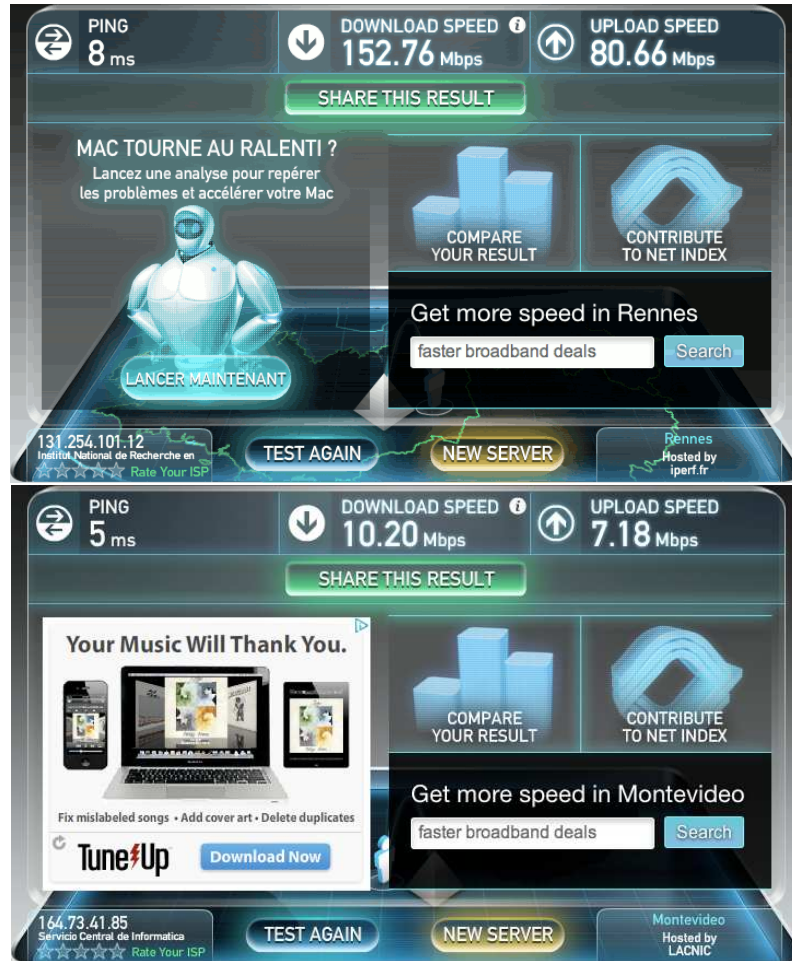 PING
8 ms
DOWNLOAD SPEED i
152.76 Mbps
UPLOAD SPEED
80.66 Mbps
SHARE THIS RESULT
MAC TOURNE AU RALENTI ?
Lancez une analyse pour repérer
les problèmes et accélérer votre Mac
LANCER MAINTENANT
COMPARE
YOUR RESULT
CONTRIBUTE
TO NET INDEX
Get more speed in Rennes
faster broadband deals
Search
131.254.101.12
Institut National de Recherche en
Rate Your ISP
TEST AGAIN
NEW SERVER
Rennes
Hosted by
iperf.fr
PING
5 ms
DOWNLOAD SPEED i
10.20 Mbps
UPLOAD SPEED
7.18 Mbps
SHARE THIS RESULT
Your Music Will Thank You.
Fix mislabeled songs • Add cover art • Delete duplicates
TuneUp
Download Now
COMPARE
YOUR RESULT
CONTRIBUTE
TO NET INDEX
Get more speed in Montevideo
faster broadband deals
Search
164.73.41.85
Servicio Central de Informatica
Rate Your ISP
TEST AGAIN
NEW SERVER
Montevideo
Hosted by
LACNIC